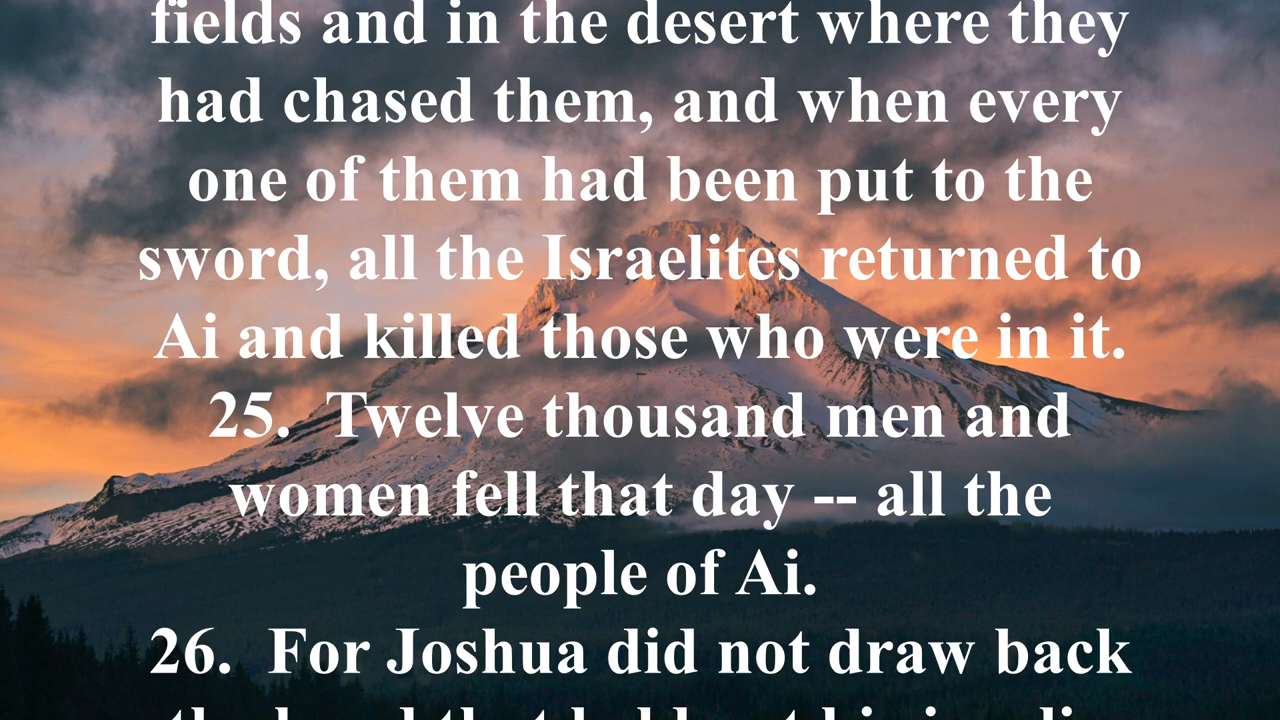 fields and in the desert where they
had chased them, and when every
one of them had been put to the
sword, all the Israelites returned to
Ai and killed those who were in it.
25.  Twelve thousand men and
women fell that day -- all the
people of Ai.
26.  For Joshua did not draw back